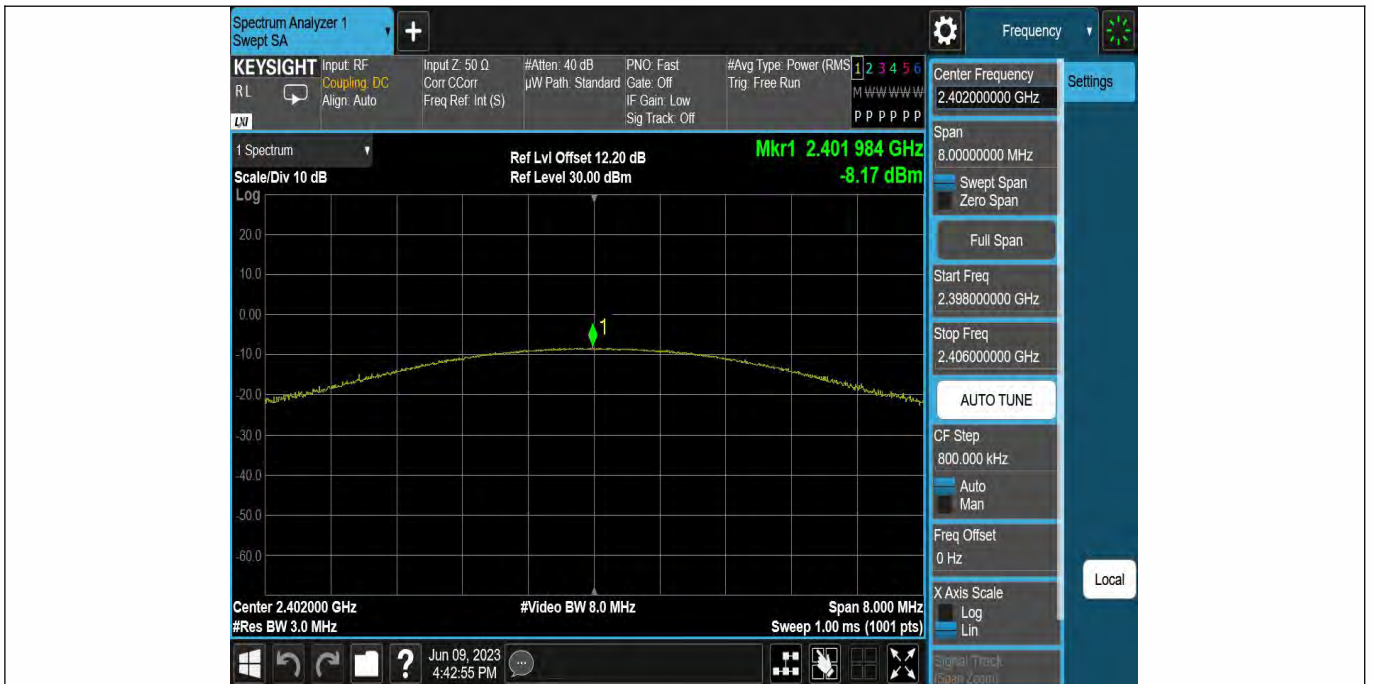 Spectrum Analyzer 1
Swept SA
+
Frequency
KEYSIGHT
RL
LXI
Input: RF
Coupling: DC
Align: Auto
Input Z: 50 Ω
Corr CCorr
Freq Ref: Int (S)
#Atten: 40 dB
µW Path: Standard
PNO: Fast
Gate: Off
IF Gain: Low
Sig Track: Off
#Avg Type: Power (RMS
Trig: Free Run
1 2 3 4 5 6
M W W W W W
P P P P P P
1 Spectrum
Scale/Div 10 dB
Ref Lvl Offset 12.20 dB
Ref Level 30.00 dBm
Mkr1 2.401 984 GHz
-8.17 dBm
Log
20.0
10.0
0.00
-10.0
-20.0
-30.0
-40.0
-50.0
-60.0
1
Center 2.402000 GHz
#Res BW 3.0 MHz
#Video BW 8.0 MHz
Span 8.000 MHz
Sweep 1.00 ms (1001 pts)
Center Frequency
2.402000000 GHz
Settings
Span
8.00000000 MHz
Swept Span
Zero Span
Full Span
Start Freq
2.398000000 GHz
Stop Freq
2.406000000 GHz
AUTO TUNE
CF Step
800.000 kHz
Auto
Man
Freq Offset
0 Hz
X Axis Scale
Log
Lin
Signal Track
(Span Zoom)
Local
?
Jun 09, 2023
4:42:55 PM